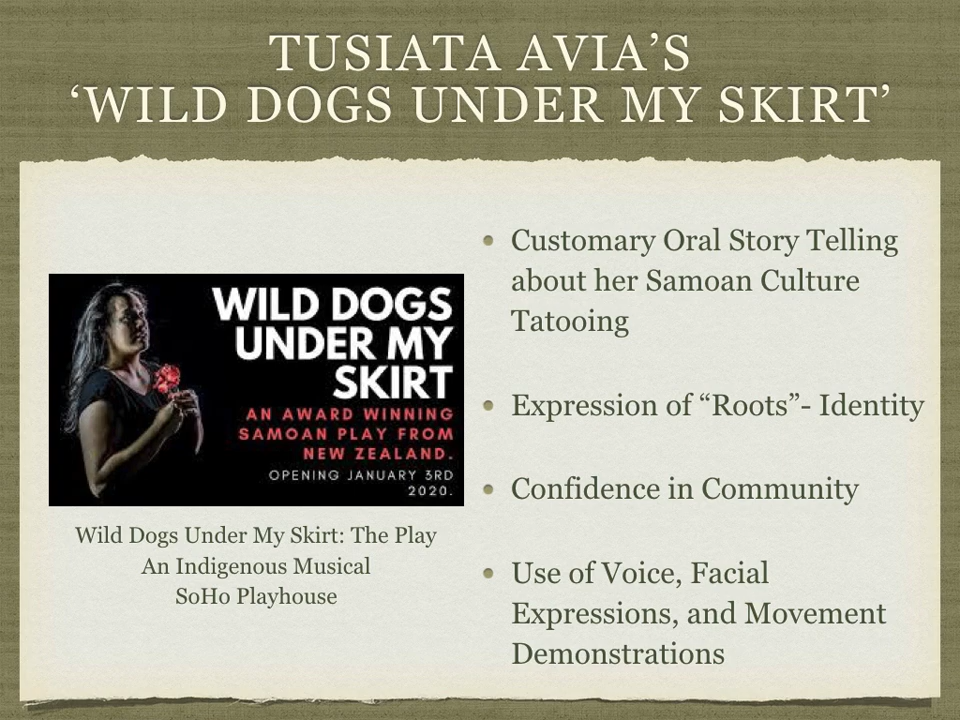 TUSIATA AVIA’S
‘WILD DOGS UNDER MY SKIRT’
WILD DOGS
UNDER MY
SKIRT
AN AWARD WINNING
SAMOAN PLAY FROM
NEW ZEALAND.
OPENING JANUARY 3RD
2020.
Wild Dogs Under My Skirt: The Play
An Indigenous Musical
SoHo Playhouse
• Customary Oral Story Telling
about her Samoan Culture
Tatooing
• Expression of “Roots”- Identity
• Confidence in Community
• Use of Voice, Facial
Expressions, and Movement
Demonstrations